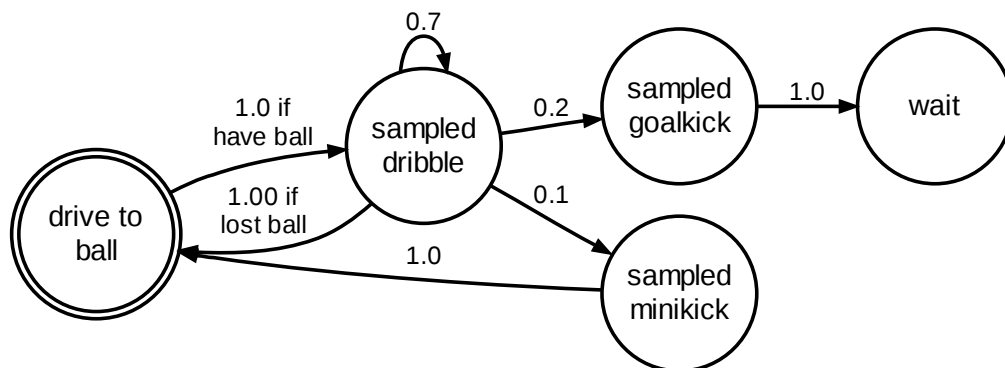 0.7
1.0 if
have ball
sampled
dribble
0.2
sampled
goalkick
1.0
wait
drive to
ball
1.00 if
lost ball
0.1
1.0
sampled
minikick